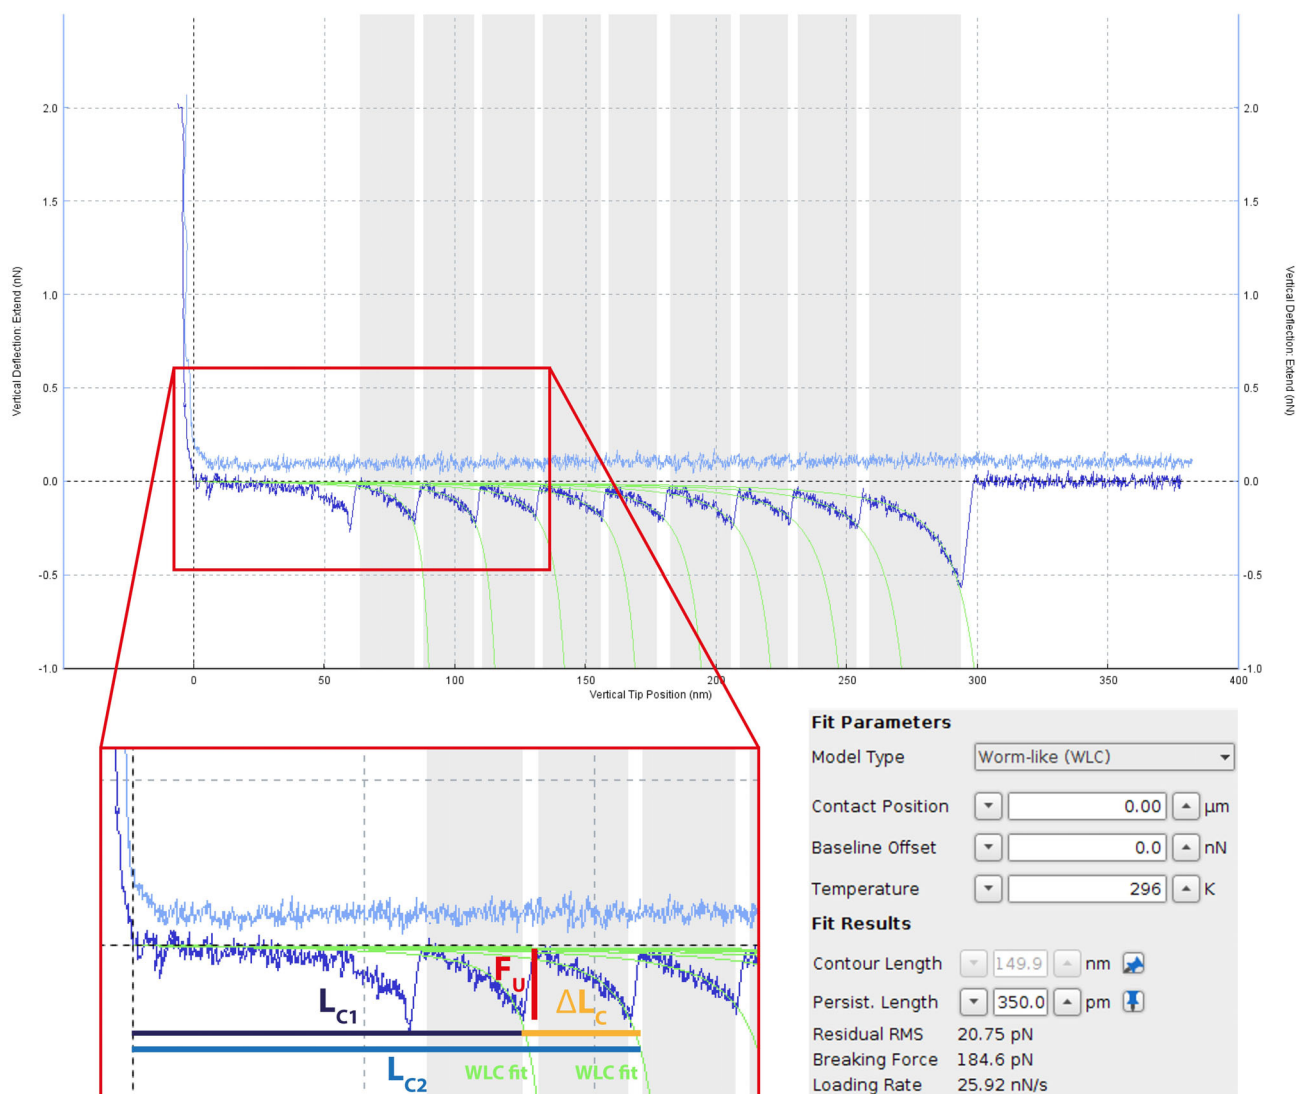 2.0
2.0
1.5
1.5
1.0
1.0
0.5
0.5
0.0
0.0
-0.5
-0.5
-1.0
-1.0
Vertical Deflection: Extend (nN)
Vertical Deflection: Extend (nN)
0
50
100
150
200
250
300
350
400
Vertical Tip Position (nm)
FU
LC1
ΔLC
LC2
WLC fit
WLC fit
Fit Parameters
Model Type Worm-like (WLC)
Contact Position 0.00 µm
Baseline Offset 0.0 nN
Temperature 296 K
Fit Results
Contour Length 149.9 nm
Persist. Length 350.0 pm
Residual RMS 20.75 pN
Breaking Force 184.6 pN
Loading Rate 25.92 nN/s